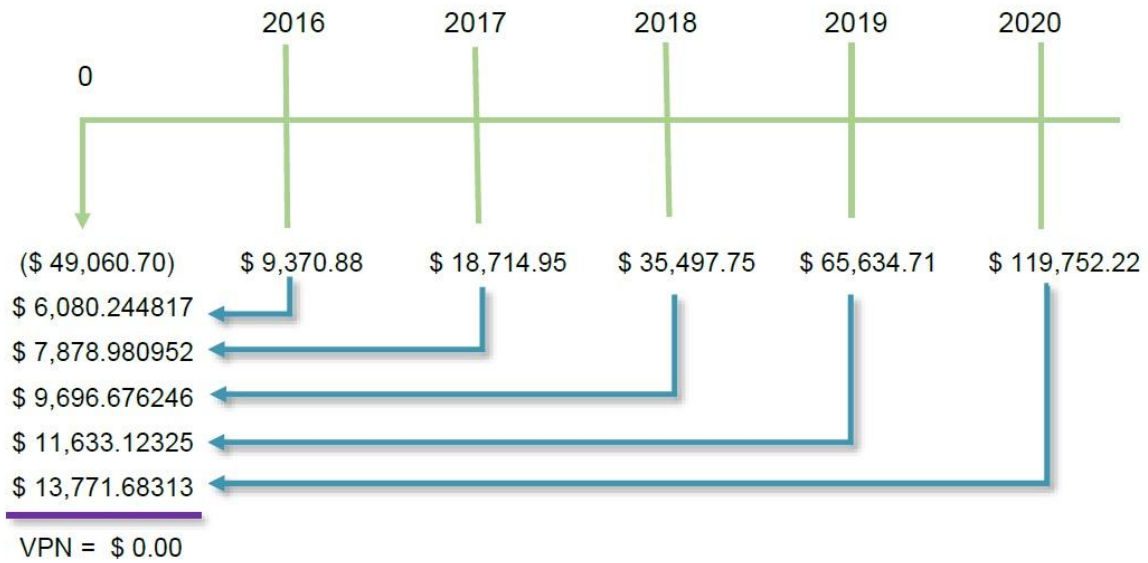 2016 2017 2018 2019 2020
0
($ 49,060.70) $ 9,370.88 $ 18,714.95 $ 35,497.75 $ 65,634.71 $ 119,752.22
$ 6,080.244817
$ 7,878.980952
$ 9,696.676246
$ 11,633.12325
$ 13,771.68313
VPN = $ 0.00